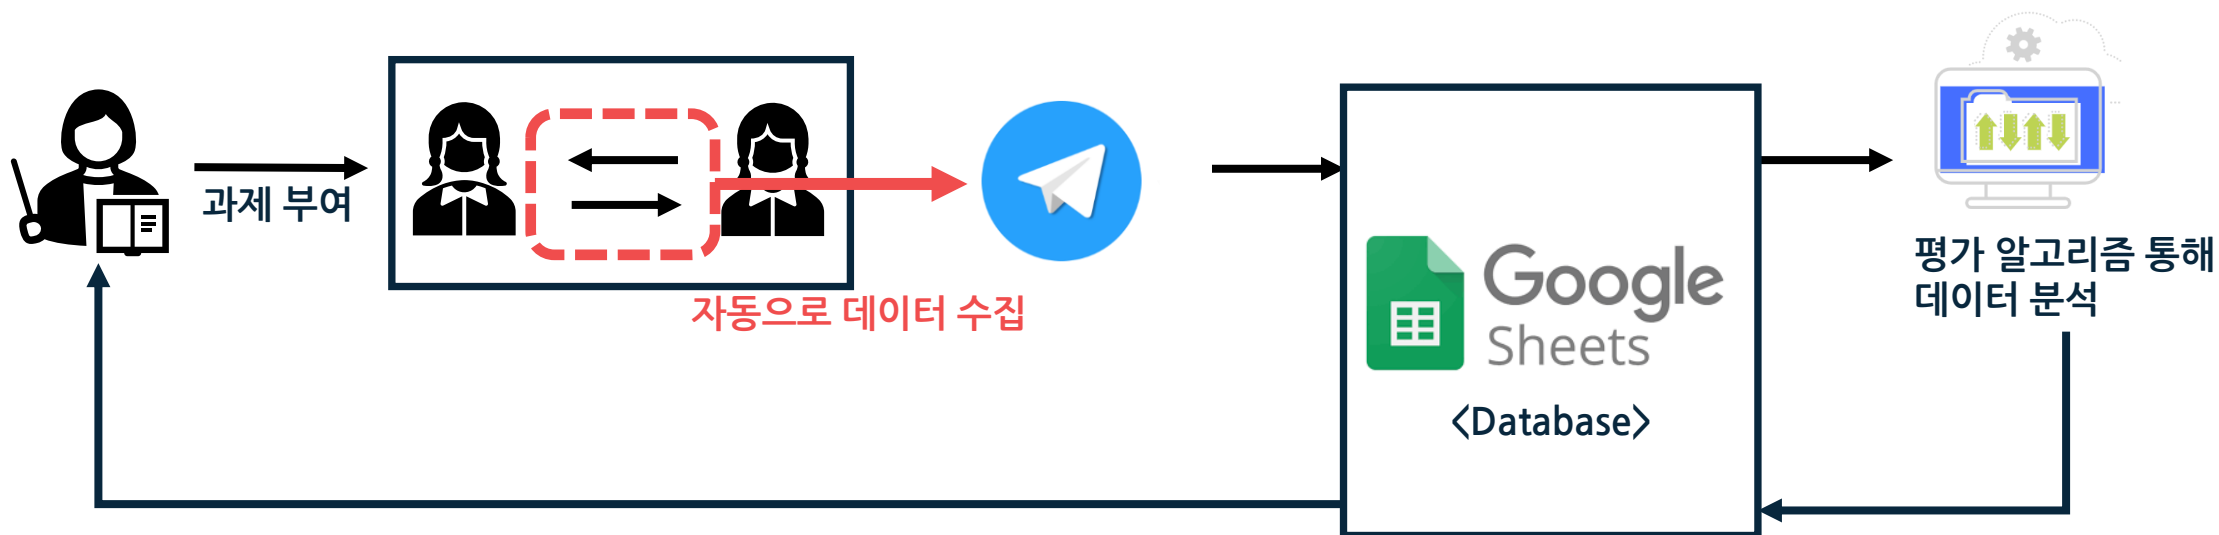 과제 부여
자동으로 데이터 수집
Google
Sheets
<Database>
평가 알고리즘 통해
데이터 분석